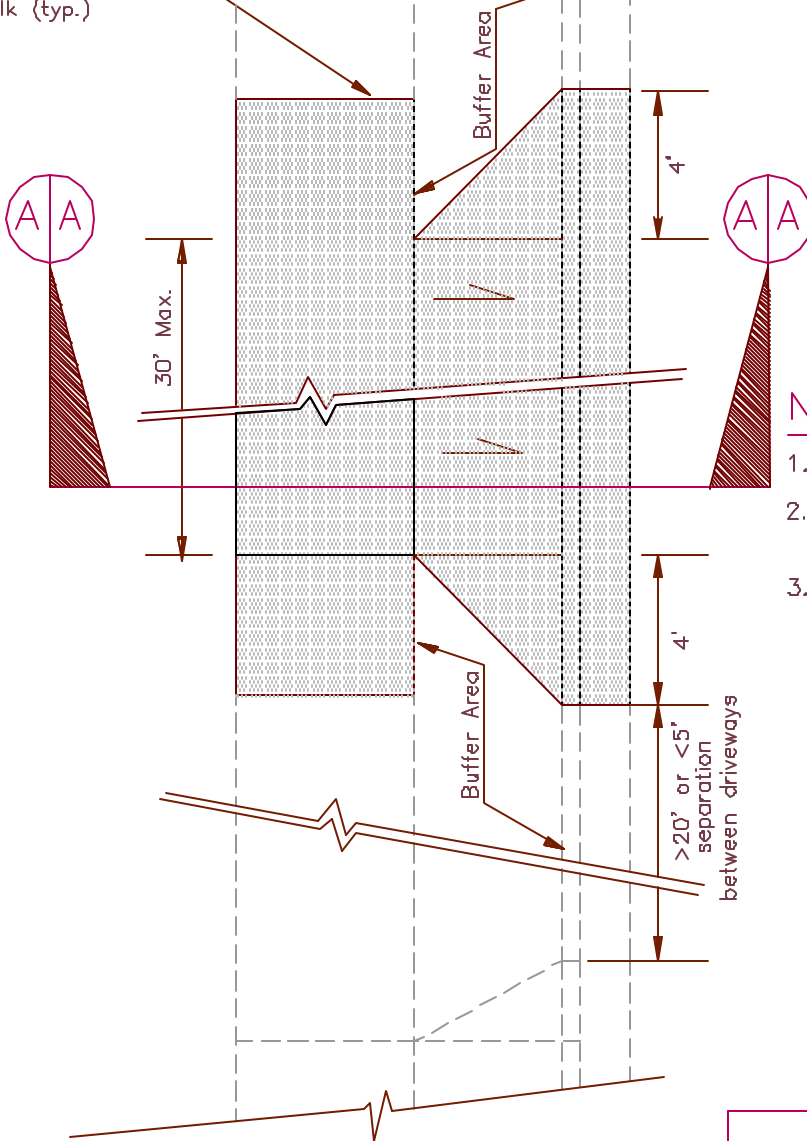 lk (typ.)
Buffer Area
4'
A A
A A
30' Max.
N
1.
2.
3.
4'
Buffer Area
>20' or <5'
separation
between driveways